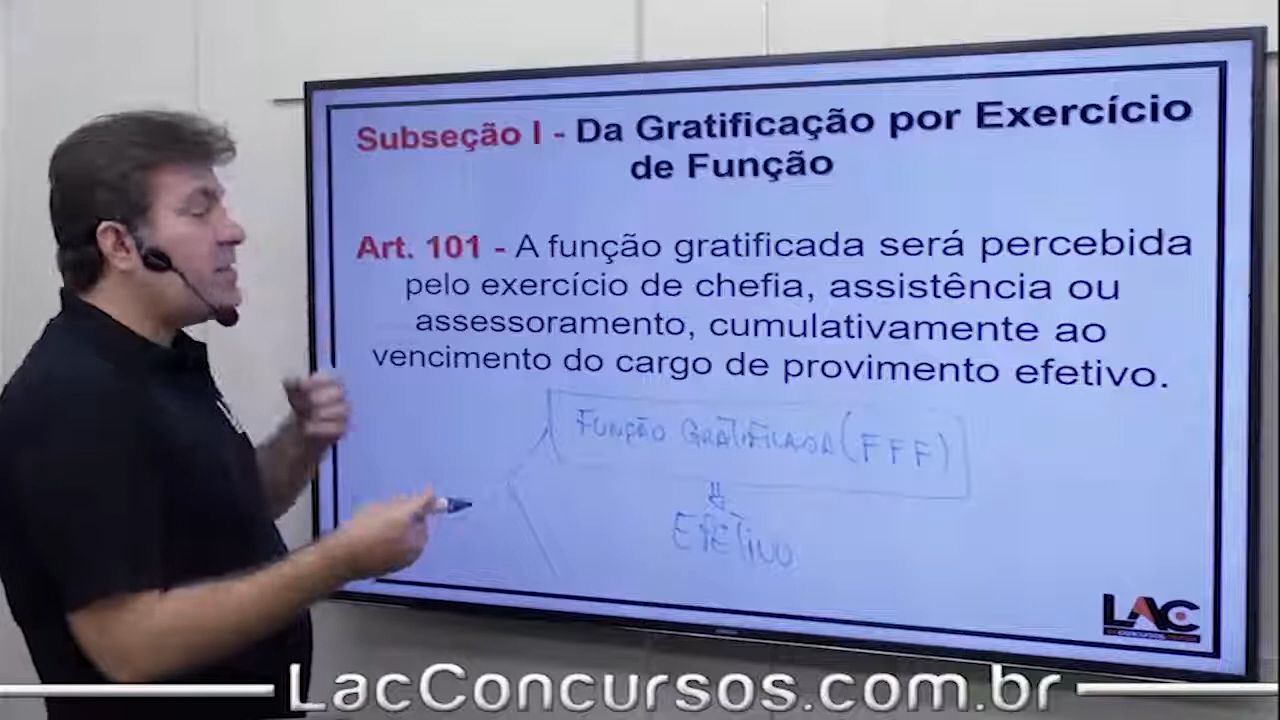 Subseção I - Da Gratificação por Exercício
de Função
Art. 101 - A função gratificada será percebida
pelo exercício de chefia, assistência ou
assessoramento, cumulativamente ao
vencimento do cargo de provimento efetivo.
FUNÇÃO GRATIFICADA (FFF)
EFETIVO
LAC
LacConcursos.com.br